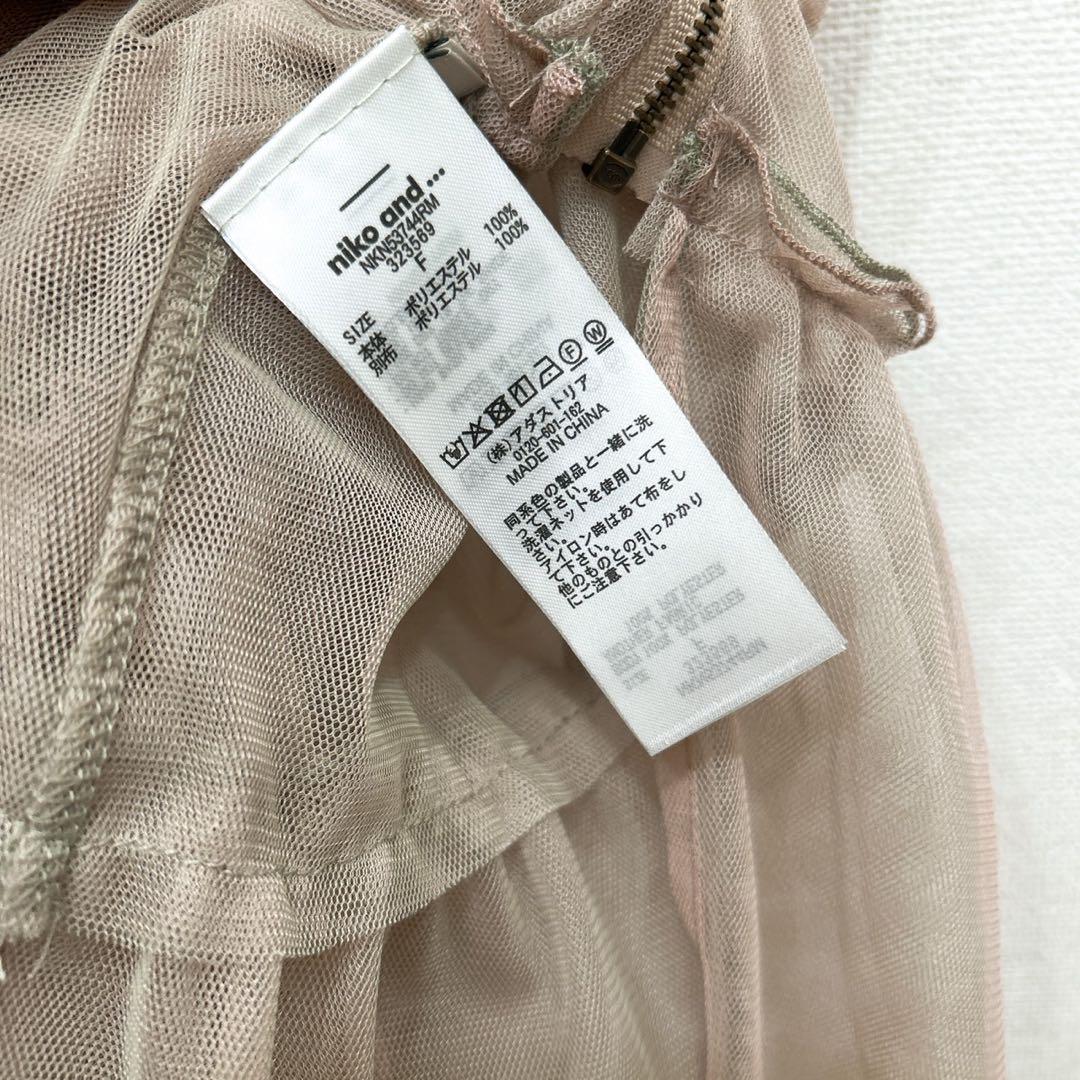 niko and ...
NKN53744RM
323569
SIZE F
本体 ポリエステル 100%
別布 ポリエステル 100%
(株)アダストリア
0120-601-162
MADE IN CHINA
同系色の製品と一緒に洗
って下さい。
洗濯ネットを使用して下
さい。
アイロン時はあて布をし
て下さい。
他のものとの引っかかり
にご注意下さい。